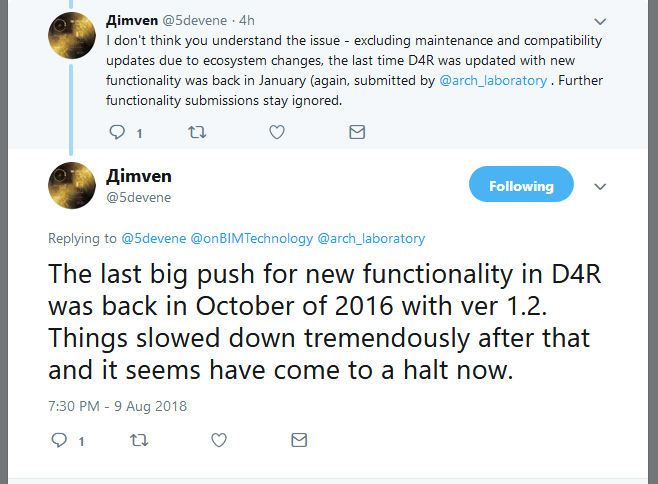 Димven @5devene · 4h
I don't think you understand the issue - excluding maintenance and compatibility
updates due to ecosystem changes, the last time D4R was updated with new
functionality was back in January (again, submitted by @arch_laboratory . Further
functionality submissions stay ignored.
1
Димven
@5devene
Following
Replying to @5devene @onBIMTechnology @arch_laboratory
The last big push for new functionality in D4R
was back in October of 2016 with ver 1.2.
Things slowed down tremendously after that
and it seems have come to a halt now.
7:30 PM - 9 Aug 2018
1